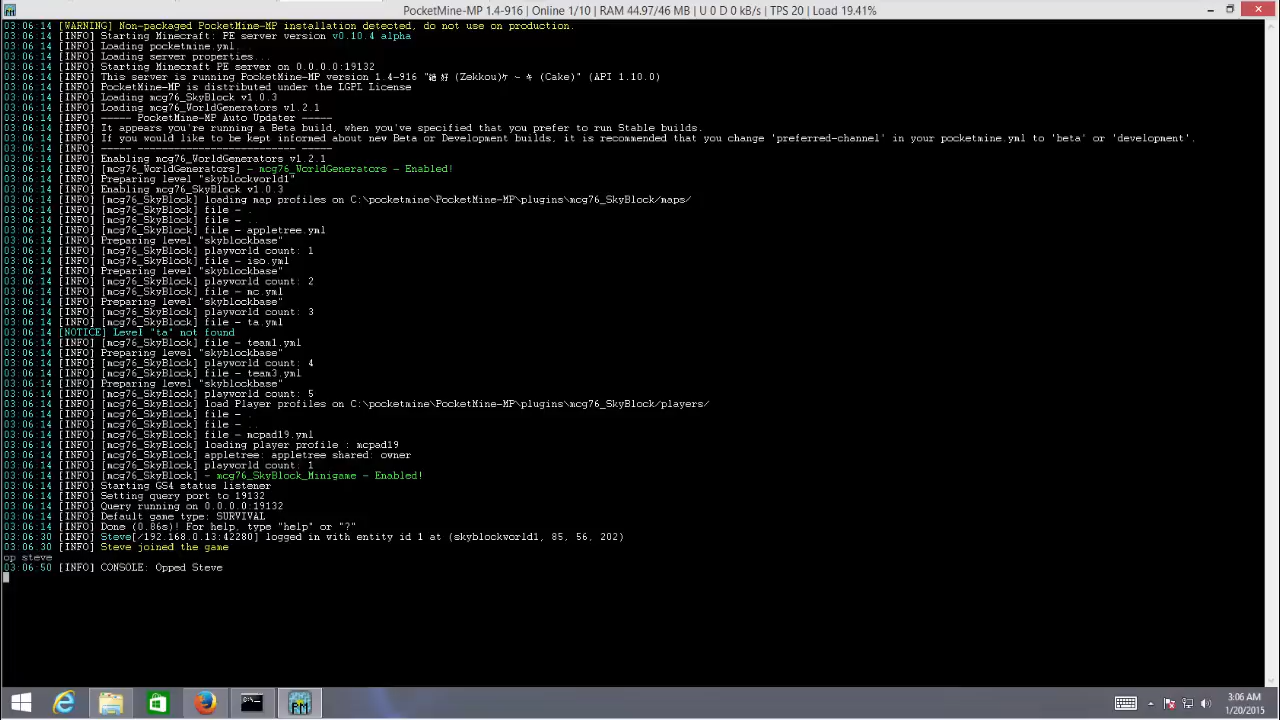 PocketMine-MP 1.4-916 | Online 1/10 | RAM 44.97/46 MB | U 0 D 0 kB/s | TPS 20 | Load 19.41%
03:06:14 [WARNING] Non-packaged PocketMine-MP installation detected, do not use on production.
03:06:14 [INFO] Starting Minecraft: PE server version v0.10.4 alpha
03:06:14 [INFO] Loading pocketmine.yml...
03:06:14 [INFO] Loading server properties...
03:06:14 [INFO] Starting Minecraft PE server on 0.0.0.0:19132
03:06:14 [INFO] This server is running PocketMine-MP version 1.4-916 "絶好(Zekkou)ケーキ(Cake)" (API 1.10.0)
03:06:14 [INFO] PocketMine-MP is distributed under the LGPL License
03:06:14 [INFO] Loading mcg76_SkyBlock v1.0.3
03:06:14 [INFO] Loading mcg76_WorldGenerators v1.2.1
03:06:14 [INFO] ----- PocketMine-MP Auto Updater -----
03:06:14 [INFO] It appears you're running a Beta build, when you've specified that you prefer to run Stable builds.
03:06:14 [INFO] If you would like to be kept informed about new Beta or Development builds, it is recommended that you change 'preferred-channel' in your pocketmine.yml to 'beta' or 'development'.
03:06:14 [INFO] ----- -------------------------- -----
03:06:14 [INFO] Enabling mcg76_WorldGenerators v1.2.1
03:06:14 [INFO] [mcg76_WorldGenerators] - mcg76_WorldGenerators - Enabled!
03:06:14 [INFO] Preparing level "skyblockworld1"
03:06:14 [INFO] Enabling mcg76_SkyBlock v1.0.3
03:06:14 [INFO] [mcg76_SkyBlock] loading map profiles on C:\pocketmine\PocketMine-MP\plugins\mcg76_SkyBlock/maps/
03:06:14 [INFO] [mcg76_SkyBlock] file - .
03:06:14 [INFO] [mcg76_SkyBlock] file - ..
03:06:14 [INFO] [mcg76_SkyBlock] file - appletree.yml
03:06:14 [INFO] Preparing level "skyblockbase"
03:06:14 [INFO] [mcg76_SkyBlock] playworld count: 1
03:06:14 [INFO] [mcg76_SkyBlock] file - iso.yml
03:06:14 [INFO] Preparing level "skyblockbase"
03:06:14 [INFO] [mcg76_SkyBlock] playworld count: 2
03:06:14 [INFO] [mcg76_SkyBlock] file - mc.yml
03:06:14 [INFO] Preparing level "skyblockbase"
03:06:14 [INFO] [mcg76_SkyBlock] playworld count: 3
03:06:14 [INFO] [mcg76_SkyBlock] file - ta.yml
03:06:14 [NOTICE] Level "ta" not found
03:06:14 [INFO] [mcg76_SkyBlock] file - team1.yml
03:06:14 [INFO] Preparing level "skyblockbase"
03:06:14 [INFO] [mcg76_SkyBlock] playworld count: 4
03:06:14 [INFO] [mcg76_SkyBlock] file - team3.yml
03:06:14 [INFO] Preparing level "skyblockbase"
03:06:14 [INFO] [mcg76_SkyBlock] playworld count: 5
03:06:14 [INFO] [mcg76_SkyBlock] load Player profiles on C:\pocketmine\PocketMine-MP\plugins\mcg76_SkyBlock/players/
03:06:14 [INFO] [mcg76_SkyBlock] file - .
03:06:14 [INFO] [mcg76_SkyBlock] file - ..
03:06:14 [INFO] [mcg76_SkyBlock] file - mcpad19.yml
03:06:14 [INFO] [mcg76_SkyBlock] loading player profile : mcpad19
03:06:14 [INFO] [mcg76_SkyBlock] appletree: appletree shared: owner
03:06:14 [INFO] [mcg76_SkyBlock] playworld count: 1
03:06:14 [INFO] [mcg76_SkyBlock] - mcg76_SkyBlock_Minigame - Enabled!
03:06:14 [INFO] Starting GS4 status listener
03:06:14 [INFO] Setting query port to 19132
03:06:14 [INFO] Query running on 0.0.0.0:19132
03:06:14 [INFO] Default game type: SURVIVAL
03:06:14 [INFO] Done (0.86s)! For help, type "help" or "?"
03:06:30 [INFO] Steve[/192.168.0.13:42280] logged in with entity id 1 at (skyblockworld1, 85, 56, 202)
03:06:30 [INFO] Steve joined the game
op steve
03:06:50 [INFO] CONSOLE: Opped Steve
3:06 AM
1/20/2015